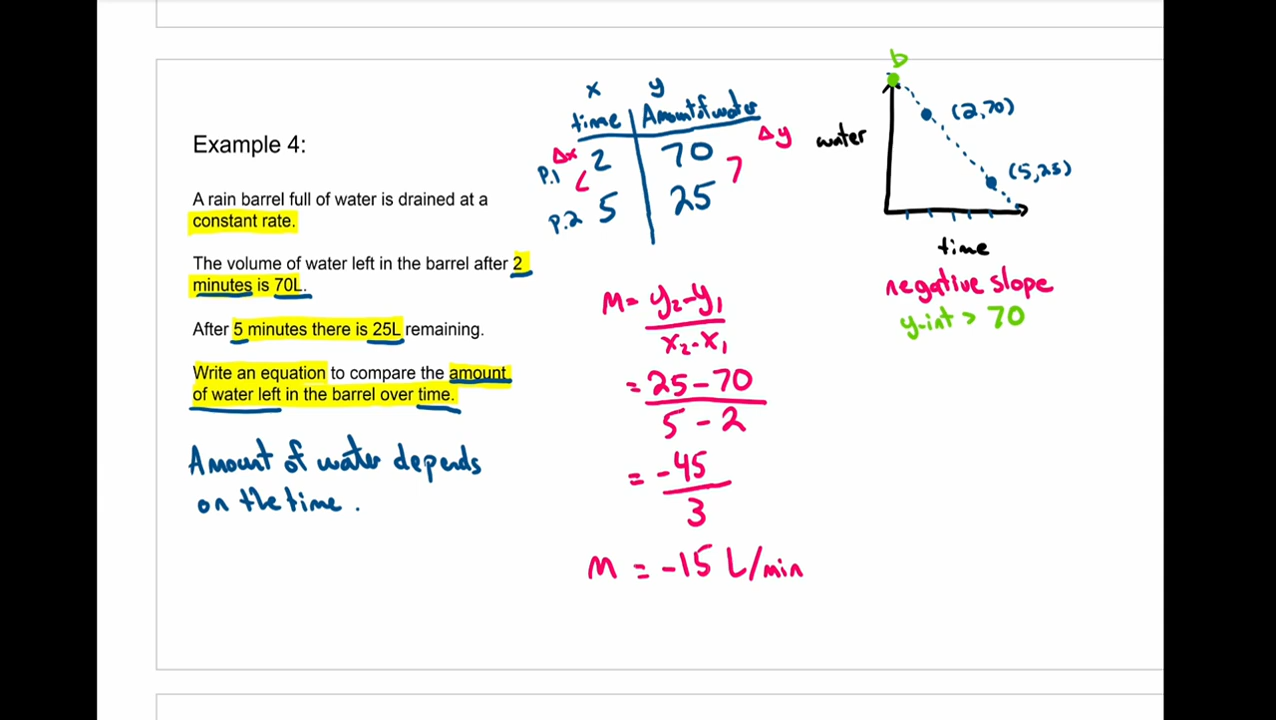 Example 4:
A rain barrel full of water is drained at a
constant rate.
The volume of water left in the barrel after 2
minutes is 70L.
After 5 minutes there is 25L remaining.
Write an equation to compare the amount
of water left in the barrel over time.
Amount of water depends
on the time.
x y
time Amount of water
Δx Δy
P.1 2 70
P.2 5 25
M = y₂-y₁
x₂-x₁
= 25-70
5-2
= -45
3
M = -15 L/min
b
(2,70)
water
(5,25)
time
negative slope
y-int > 70